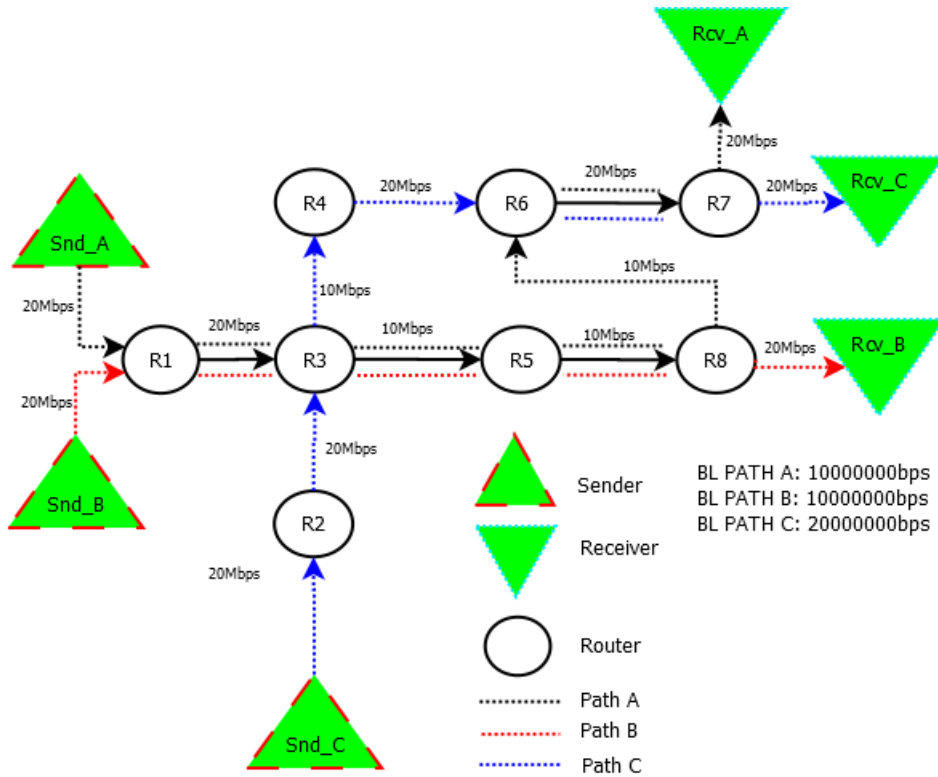 Rcv_A
20Mbps
20Mbps
20Mbps
20Mbps
Rcv_C
R4
R6
R7
Snd_A
10Mbps
10Mbps
20Mbps
20Mbps
10Mbps
10Mbps
Rcv_B
20Mbps
R1
R3
R5
R8
20Mbps
20Mbps
Snd_B
R2
20Mbps
Snd_C
Sender
Receiver
Router
Path A
Path B
Path C
BL PATH A: 10000000bps
BL PATH B: 10000000bps
BL PATH C: 20000000bps